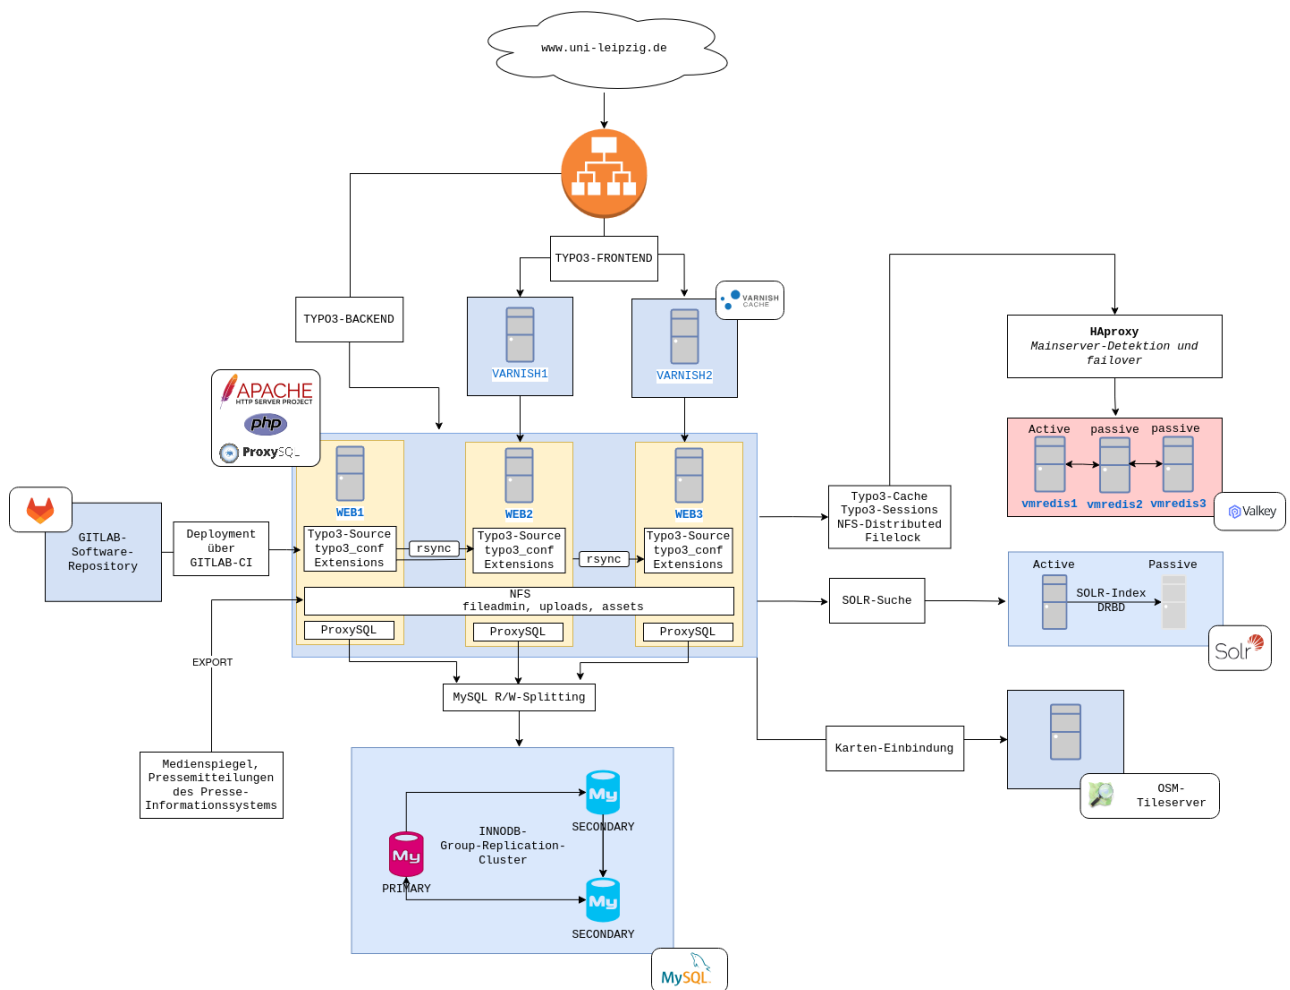 www.uni-leipzig.de
TYPO3-FRONTEND
TYPO3-BACKEND
VARNISH
CACHE
VARNISH1
VARNISH2
HAproxy
Mainserver-Detektion und
failover
APACHE
HTTP SERVER PROJECT
php
ProxySQL
Active
passive
passive
vmredis1
vmredis2
vmredis3
Valkey
WEB1
WEB2
WEB3
Typo3-Cache
Typo3-Sessions
NFS-Distributed
Filelock
GITLAB-
Software-
Repository
Deployment
über
GITLAB-CI
Typo3-Source
typo3_conf
Extensions
rsync
Typo3-Source
typo3_conf
Extensions
rsync
Typo3-Source
typo3_conf
Extensions
NFS
fileadmin, uploads, assets
ProxySQL
ProxySQL
ProxySQL
SOLR-Suche
Active
Passive
SOLR-Index
DRBD
Solr
EXPORT
MySQL R/W-Splitting
Karten-Einbindung
OSM-
Tileserver
Medienspiegel,
Pressemitteilungen
des Presse-
Informationssystems
My
SECONDARY
INNODB-
Group-Replication-
Cluster
My
PRIMARY
My
SECONDARY
MySQL